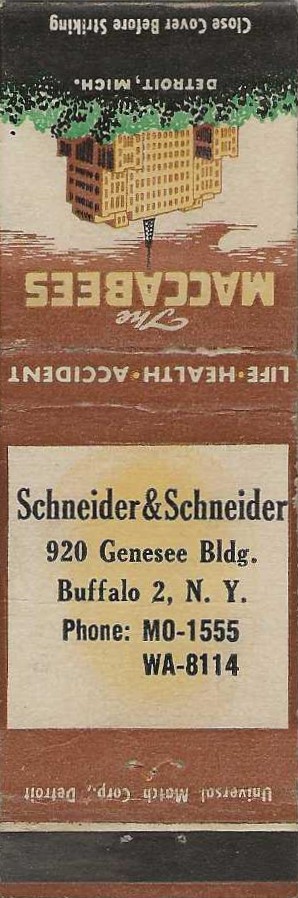 Close Cover Before Striking
DETROIT, MICH.
The
MACCABEES
LIFE·HEALTH·ACCIDENT
Schneider & Schneider
920 Genesee Bldg.
Buffalo 2, N. Y.
Phone: MO-1555
WA-8114
Universal Match Corp., Detroit